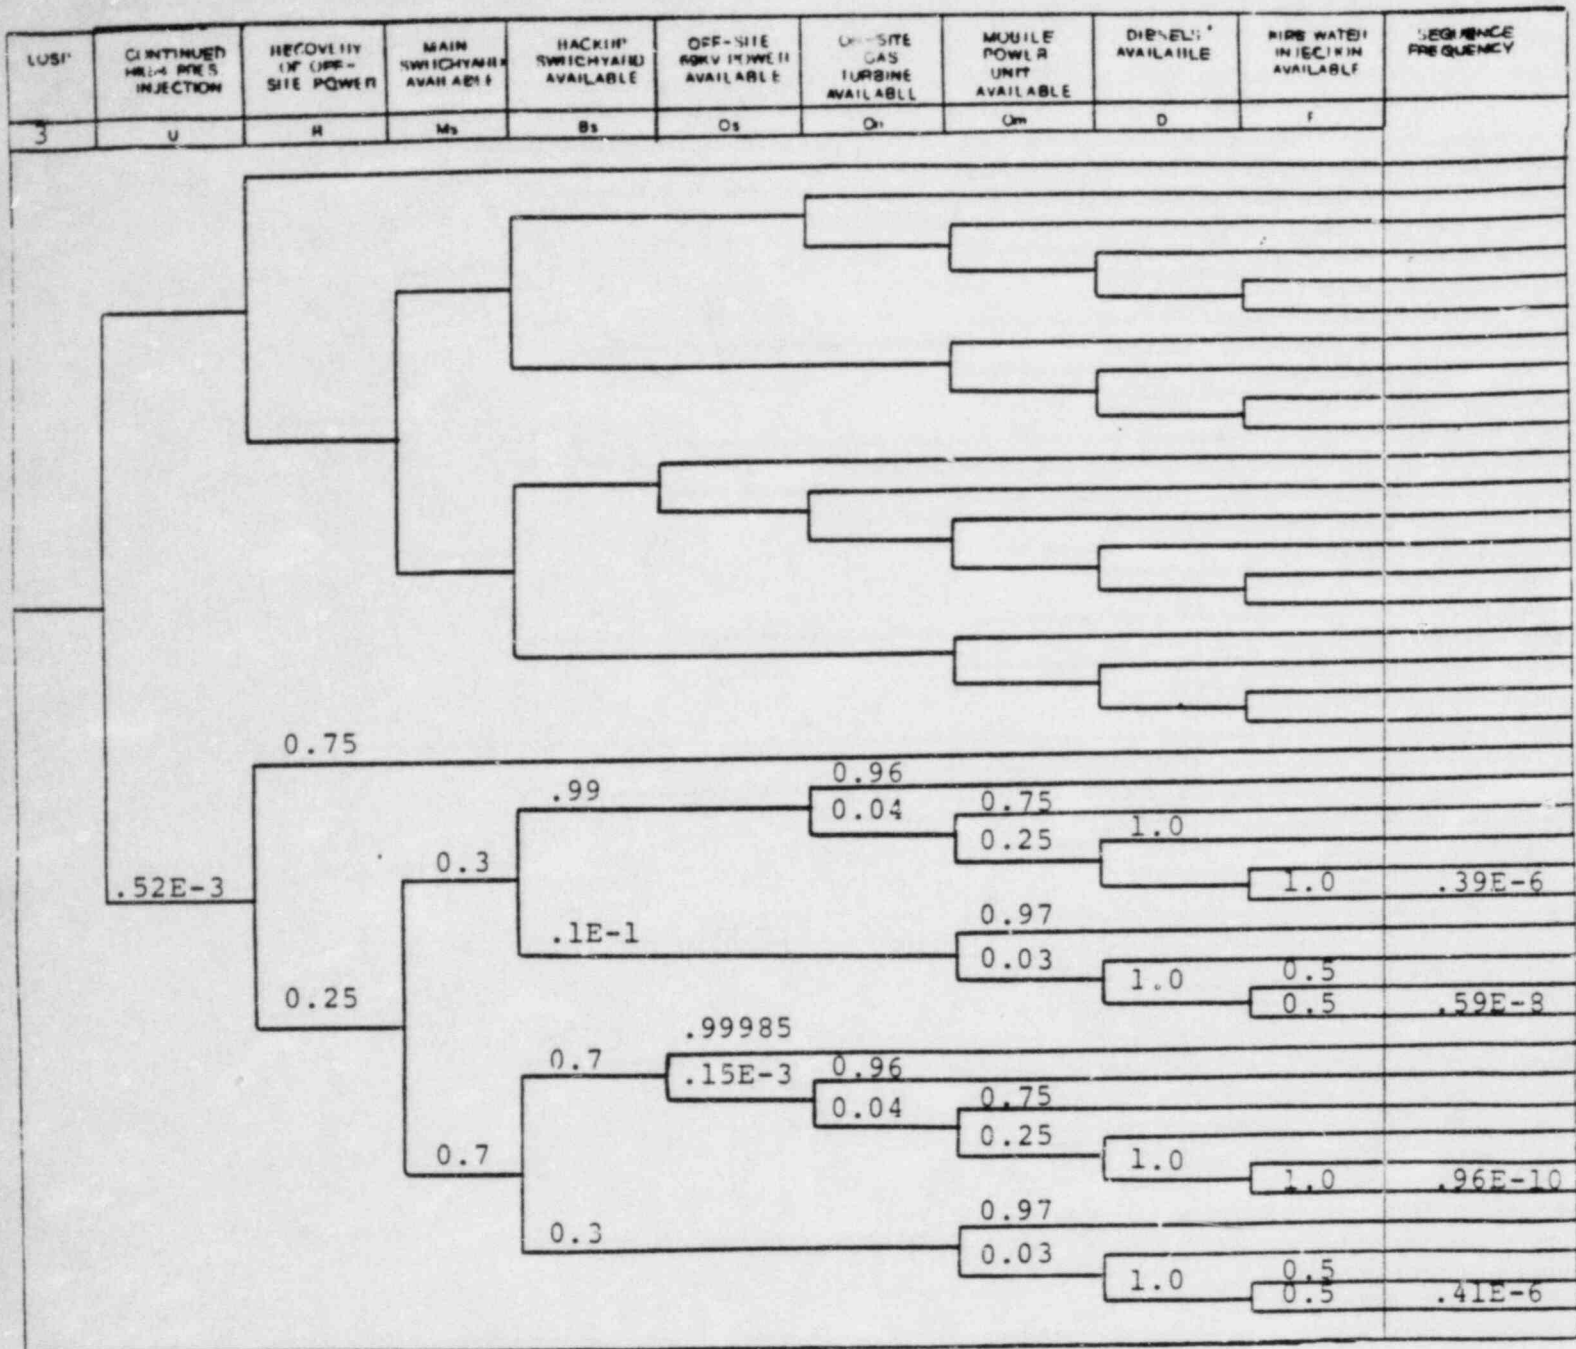 CONTINUED
INJECTION
RECOVERY
OF OFF-
SITE POWER
MAIN
SWITCHYARD
AVAILABLE
BACKUP
SWITCHYARD
AVAILABLE
OFF-SITE
POWER
AVAILABLE
GAS
TURBINE
AVAILABLE
MOBILE
POWER
UNIT
AVAILABLE
DIESELS
AVAILABLE
FIRE WATER
INJECTION
AVAILABLE
SEQUENCE
FREQUENCY
3
U
R
Ms
Bs
Os
Om
D
F
0.75
.99
0.96
0.04
0.75
1.0
0.25
0.3
.52E-3
1.0
.39E-6
0.97
.1E-1
0.03
0.5
1.0
0.25
0.5
.59E-8
.99985
0.7
.15E-3
0.96
0.75
0.04
0.25
0.7
1.0
1.0
.96E-10
0.97
0.3
0.03
0.5
1.0
0.5
.41E-6